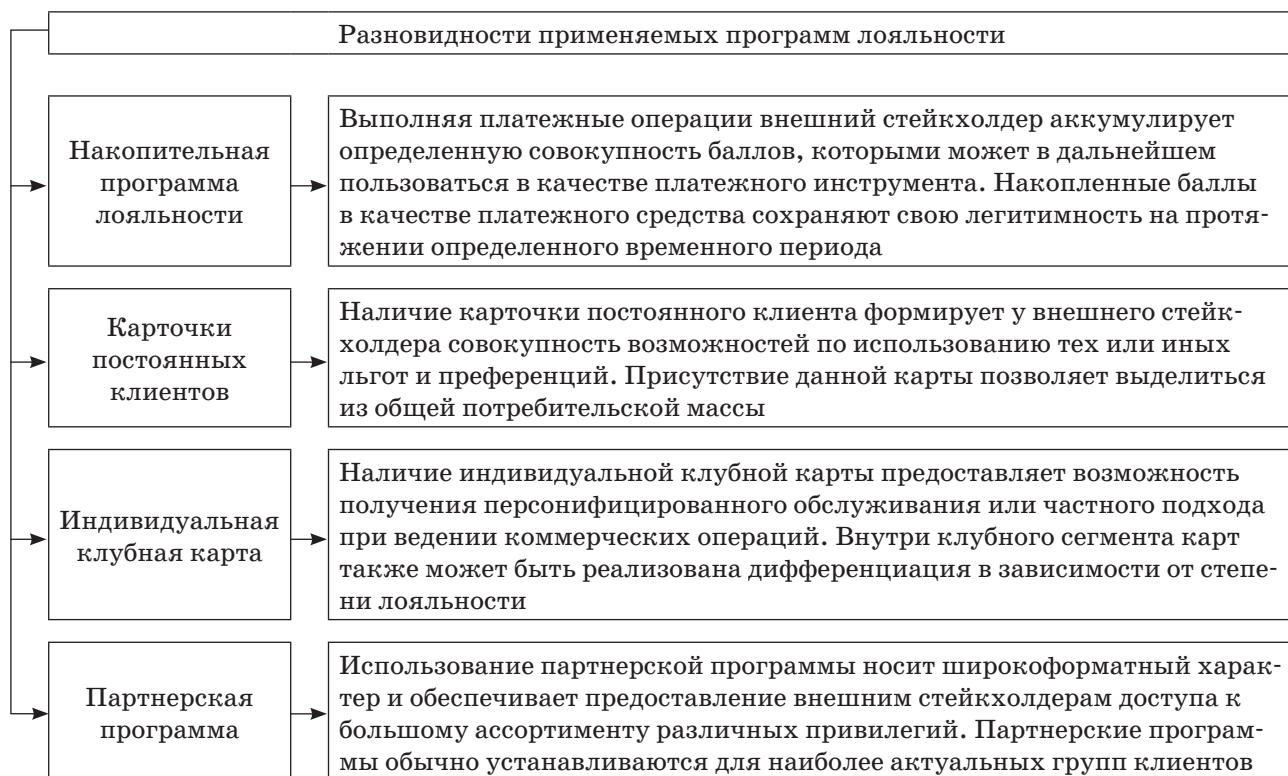 Разновидности применяемых программ лояльности
Накопительная
программа
лояльности
Выполняя платежные операции внешний стейкхолдер аккумулирует
определенную совокупность баллов, которыми может в дальнейшем
пользоваться в качестве платежного инструмента. Накопленные баллы
в качестве платежного средства сохраняют свою легитимность на протя-
жении определенного временного периода
Карточки
постоянных
клиентов
Наличие карточки постоянного клиента формирует у внешнего стейк-
холдера совокупность возможностей по использованию тех или иных
льгот и преференций. Присутствие данной карты позволяет выделиться
из общей потребительской массы
Индивидуальная
клубная карта
Наличие индивидуальной клубной карты предоставляет возможность
получения персонифицированного обслуживания или частного подхода
при ведении коммерческих операций. Внутри клубного сегмента карт
также может быть реализована дифференциация в зависимости от степе-
ни лояльности
Партнерская
программа
Использование партнерской программы носит широкоформатный харак-
тер и обеспечивает предоставление внешним стейкхолдерам доступа к
большому ассортименту различных привилегий. Партнерские програм-
мы обычно устанавливаются для наиболее актуальных групп клиентов